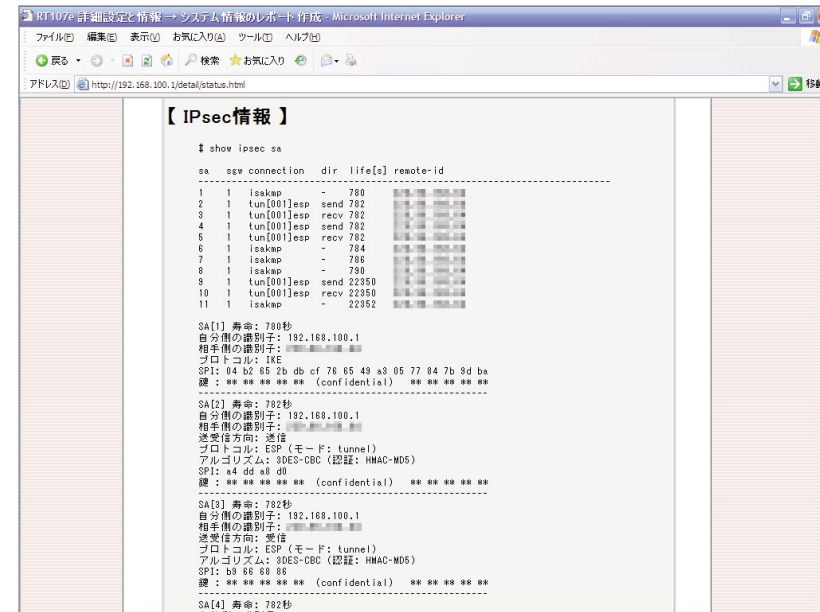 RT107e 詳細設定と情報 → システム情報のレポート作成 - Microsoft Internet Explorer
ファイル(F) 編集(E) 表示(V) お気に入り(A) ツール(T) ヘルプ(H)
戻る 検索 お気に入り
アドレス(D) http://192.168.100.1/detail/status.html 移動
【 IPsec情報 】
# show ipsec sa
sa sgw connection dir life[s] remote-id
1 1 isakmp - 780
2 1 tun[001]esp send 782
3 1 tun[001]esp recv 782
4 1 tun[001]esp send 782
5 1 tun[001]esp recv 782
6 1 isakmp - 784
7 1 isakmp - 786
8 1 isakmp - 790
9 1 tun[001]esp send 22350
10 1 tun[001]esp recv 22350
11 1 isakmp - 22352
SA[1] 寿命: 780秒
自分側の識別子: 192.168.100.1
相手側の識別子:
プロトコル: IKE
SPI: 04 b2 65 2b db cf 76 65 49 a3 05 77 84 7b 9d ba
鍵 : ** ** ** ** ** (confidential) ** ** ** ** **
SA[2] 寿命: 782秒
自分側の識別子: 192.168.100.1
相手側の識別子:
送受信方向: 送信
プロトコル: ESP (モード: tunnel)
アルゴリズム: 3DES-CBC (認証: HMAC-MD5)
SPI: a4 dd a8 d0
鍵 : ** ** ** ** ** (confidential) ** ** ** ** **
SA[3] 寿命: 782秒
自分側の識別子: 192.168.100.1
相手側の識別子:
送受信方向: 受信
プロトコル: ESP (モード: tunnel)
アルゴリズム: 3DES-CBC (認証: HMAC-MD5)
SPI: b9 66 68 86
鍵 : ** ** ** ** ** (confidential) ** ** ** ** **
SA[4] 寿命: 782秒